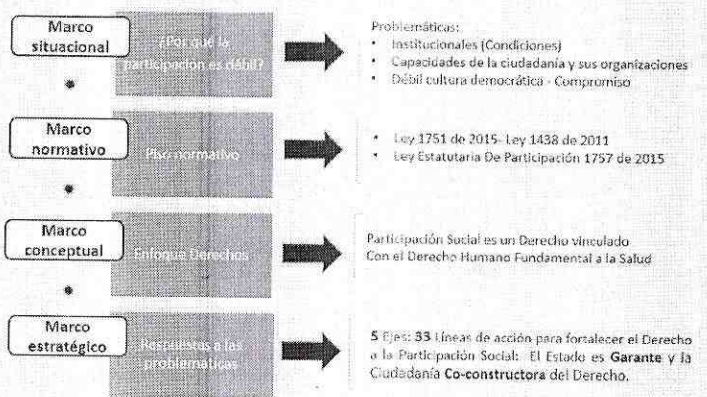 Marco
situacional
¿Por qué la
participación es débil?
Problemáticas:
• Institucionales (Condiciones)
• Capacidades de la ciudadanía y sus organizaciones
• Débil cultura democrática - Compromiso
Marco
normativo
Piso normativo
• Ley 1751 de 2015- Ley 1438 de 2011
• Ley Estatutaria De Participación 1757 de 2015
Marco
conceptual
Enfoque Derechos
Participación Social es un Derecho vinculado
Con el Derecho Humano Fundamental a la Salud
Marco
estratégico
Respuestas a las
problemáticas
5 Ejes: 33 Líneas de acción para fortalecer el Derecho
a la Participación Social: El Estado es Garante y la
Ciudadanía Co-constructora del Derecho.